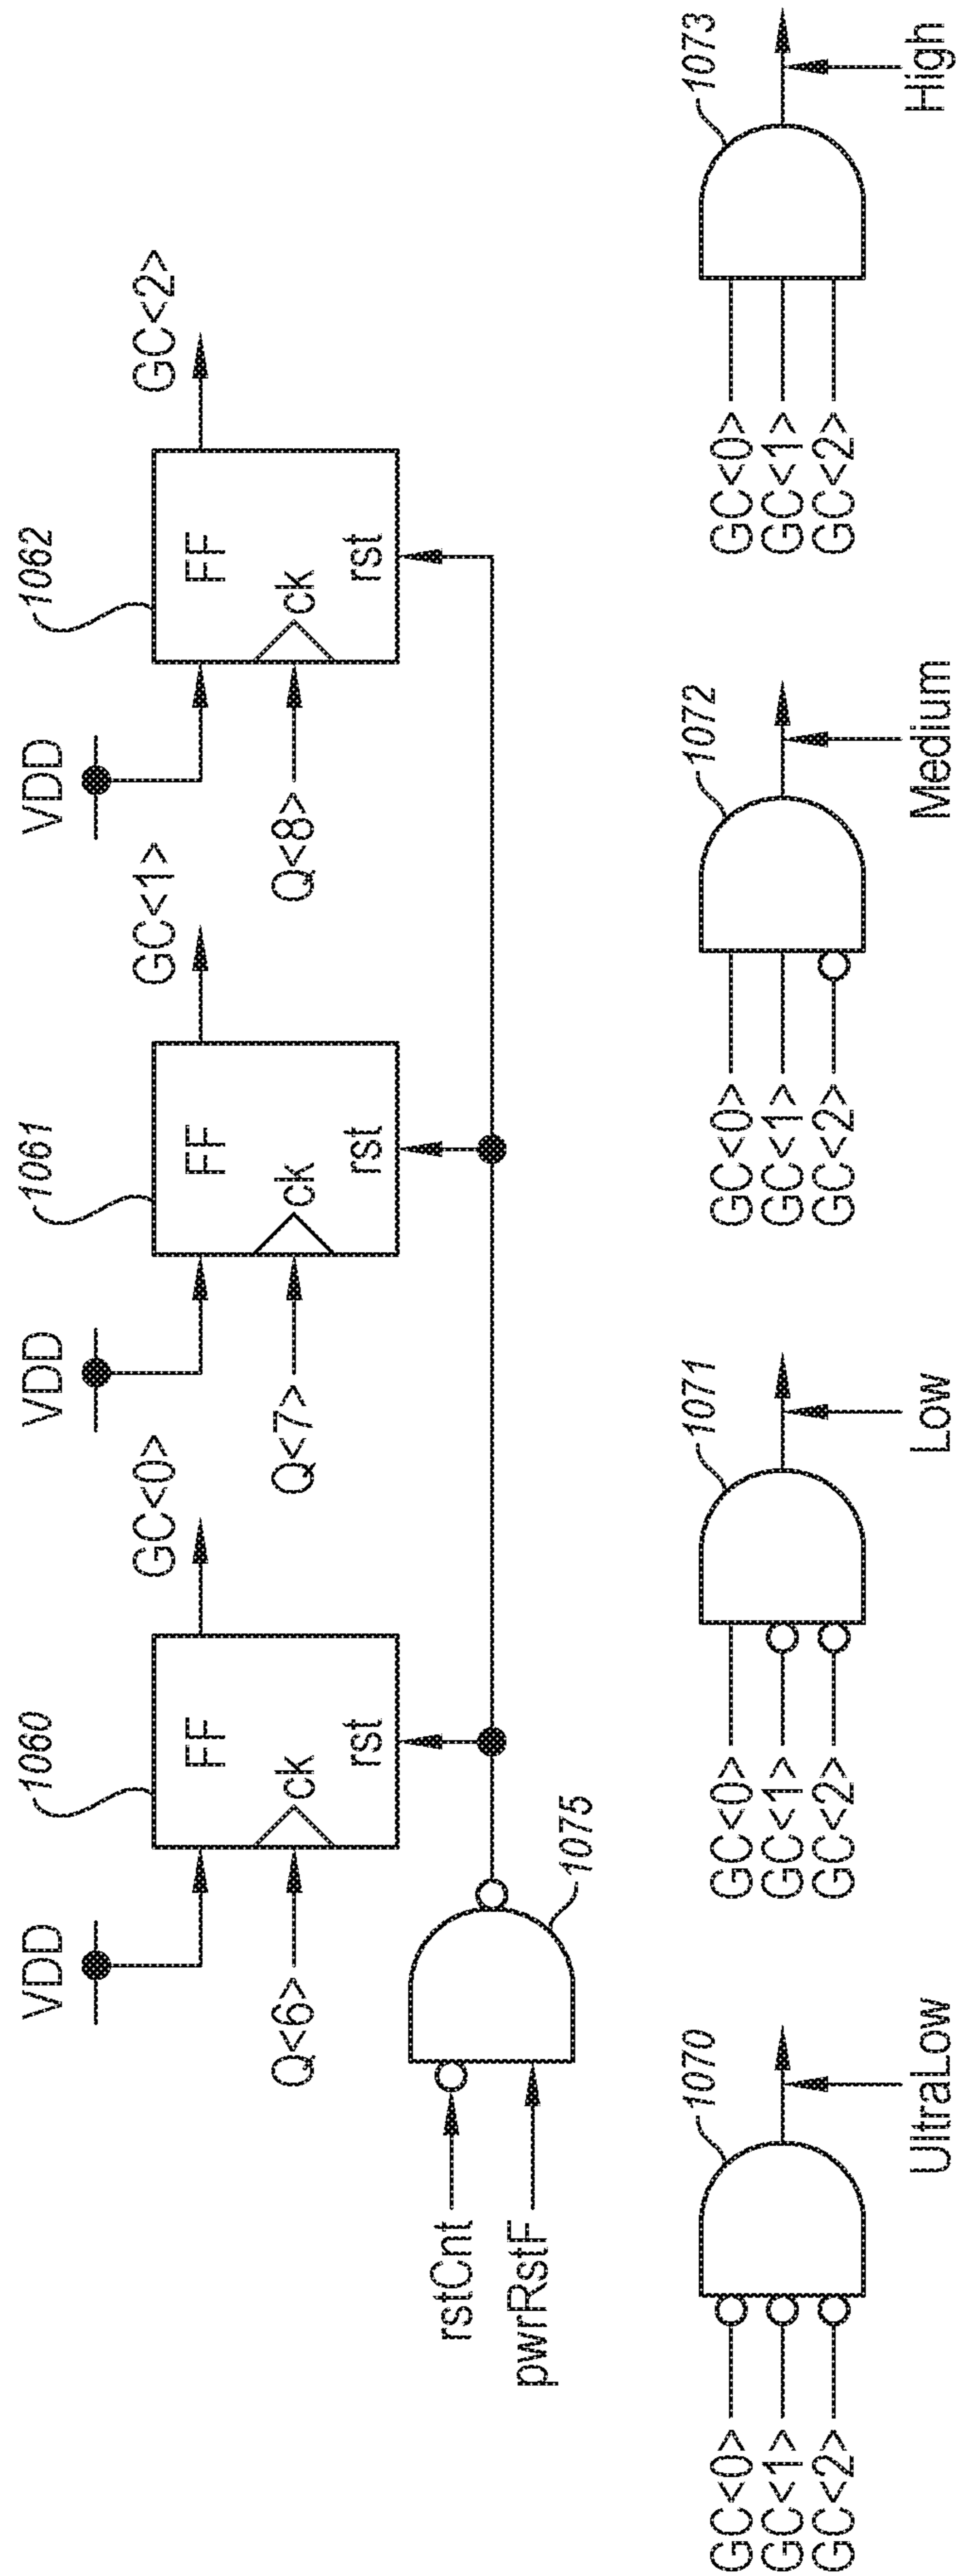 1060
1061
1062
VDD
GC<0>
VDD
GC<1>
VDD
GC<2>
FF
FF
FF
Q<6>
ck
Q<7>
ck
Q<8>
ck
rst
rst
rst
rstCnt
pwrRstF
1075
1070
1071
1072
1073
GC<0>
GC<1>
GC<2>
UltraLow
GC<0>
GC<1>
GC<2>
Low
GC<0>
GC<1>
GC<2>
Medium
GC<0>
GC<1>
GC<2>
High